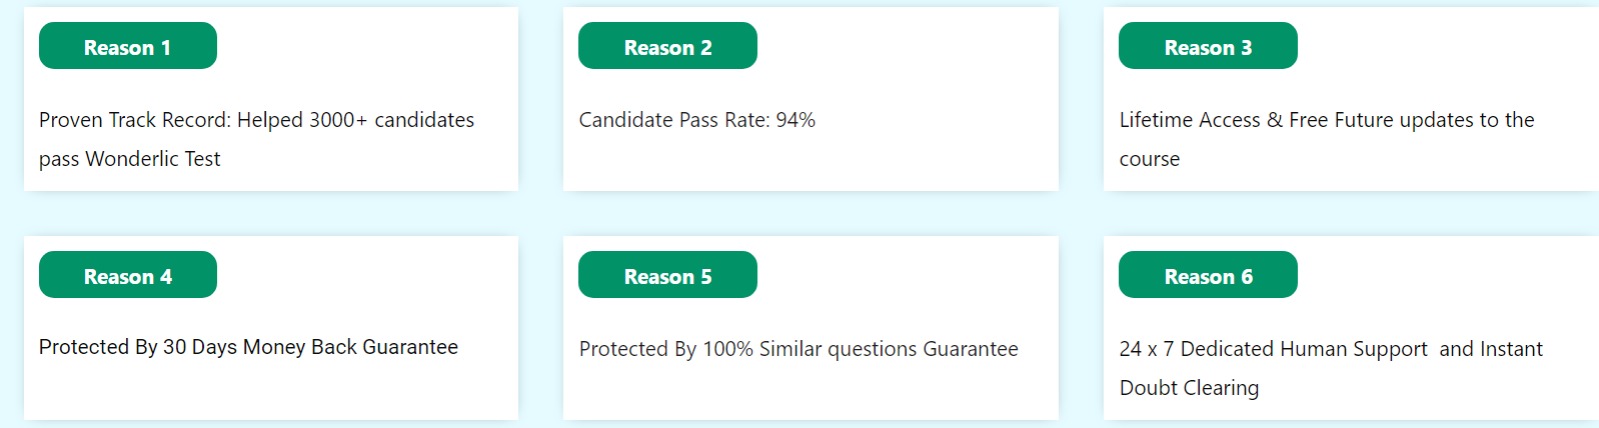 Reason 1
Proven Track Record: Helped 3000+ candidates
pass Wonderlic Test
Reason 2
Candidate Pass Rate: 94%
Reason 3
Lifetime Access & Free Future updates to the
course
Reason 4
Protected By 30 Days Money Back Guarantee
Reason 5
Protected By 100% Similar questions Guarantee
Reason 6
24 x 7 Dedicated Human Support  and Instant
Doubt Clearing